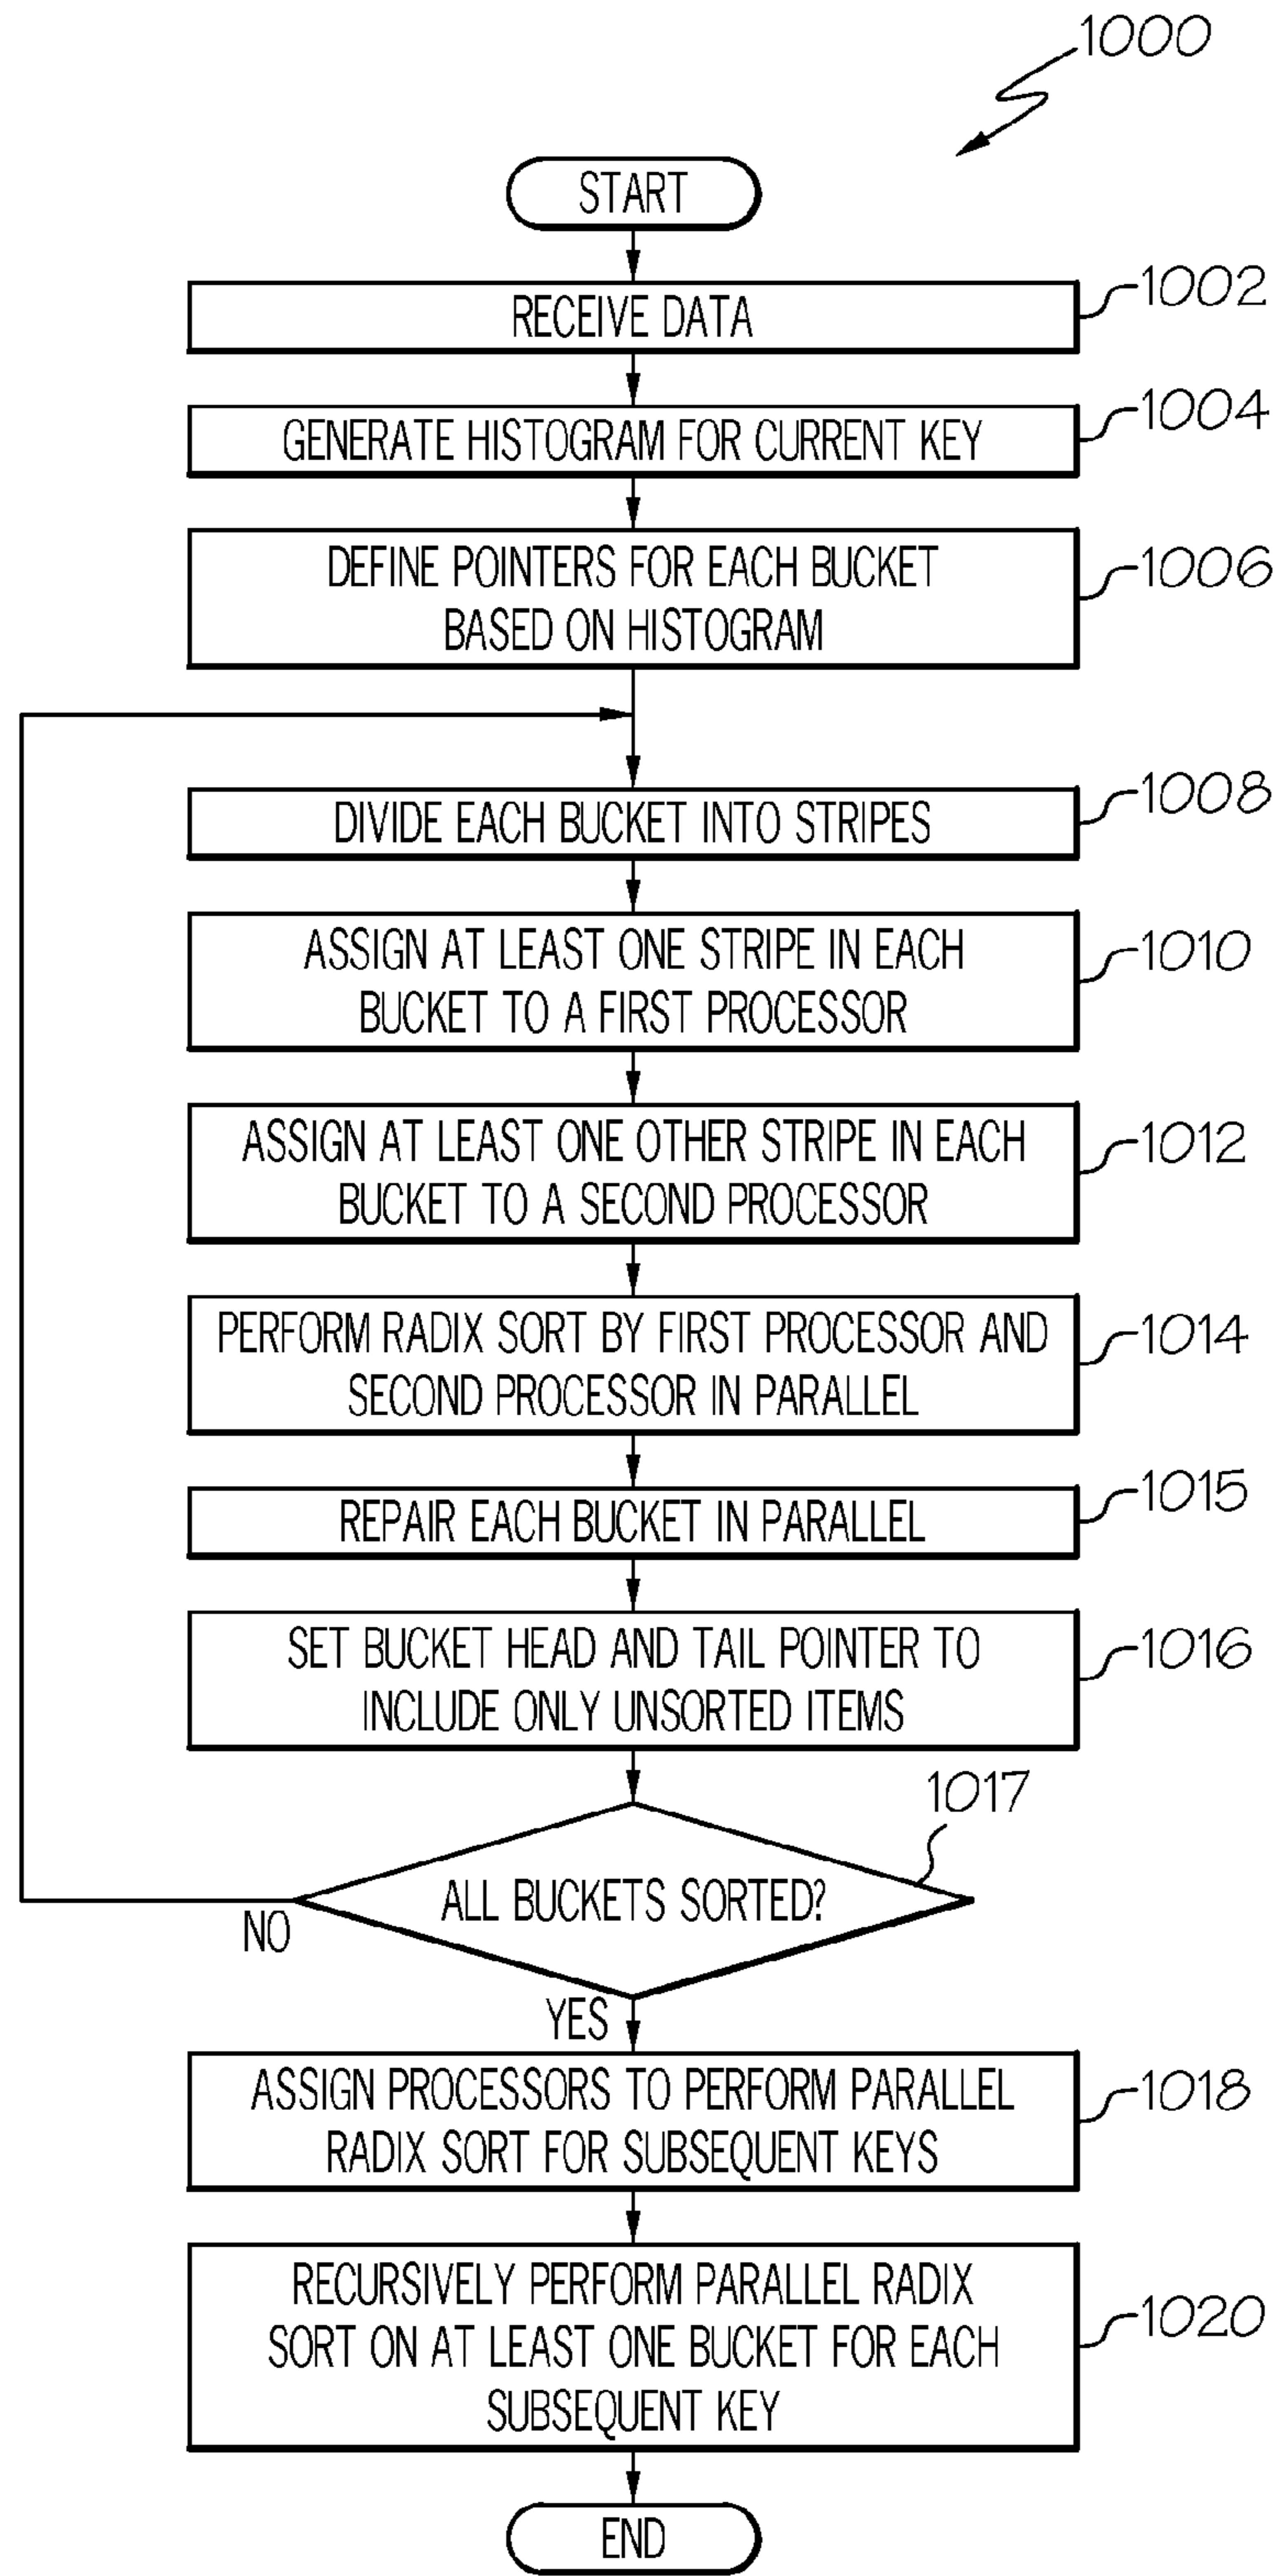 1000
START
RECEIVE DATA
1002
GENERATE HISTOGRAM FOR CURRENT KEY
1004
DEFINE POINTERS FOR EACH BUCKET
BASED ON HISTOGRAM
1006
DIVIDE EACH BUCKET INTO STRIPES
1008
ASSIGN AT LEAST ONE STRIPE IN EACH
BUCKET TO A FIRST PROCESSOR
1010
ASSIGN AT LEAST ONE OTHER STRIPE IN EACH
BUCKET TO A SECOND PROCESSOR
1012
PERFORM RADIX SORT BY FIRST PROCESSOR AND
SECOND PROCESSOR IN PARALLEL
1014
REPAIR EACH BUCKET IN PARALLEL
1015
SET BUCKET HEAD AND TAIL POINTER TO
INCLUDE ONLY UNSORTED ITEMS
1016
1017
ALL BUCKETS SORTED?
NO
YES
ASSIGN PROCESSORS TO PERFORM PARALLEL
RADIX SORT FOR SUBSEQUENT KEYS
1018
RECURSIVELY PERFORM PARALLEL RADIX
SORT ON AT LEAST ONE BUCKET FOR EACH
SUBSEQUENT KEY
1020
END